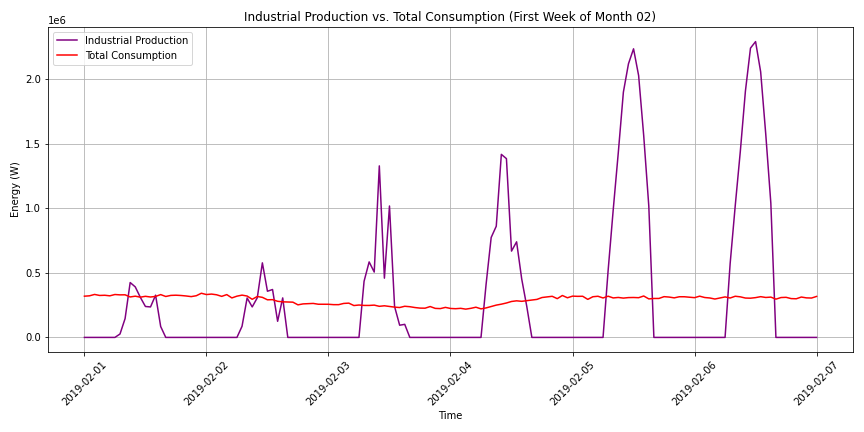 Industrial Production vs. Total Consumption (First Week of Month 02)
1e6
Industrial Production
Total Consumption
2.0
1.5
1.0
0.5
0.0
Energy (W)
2019-02-01
2019-02-02
2019-02-03
2019-02-04
2019-02-05
2019-02-06
2019-02-07
Time